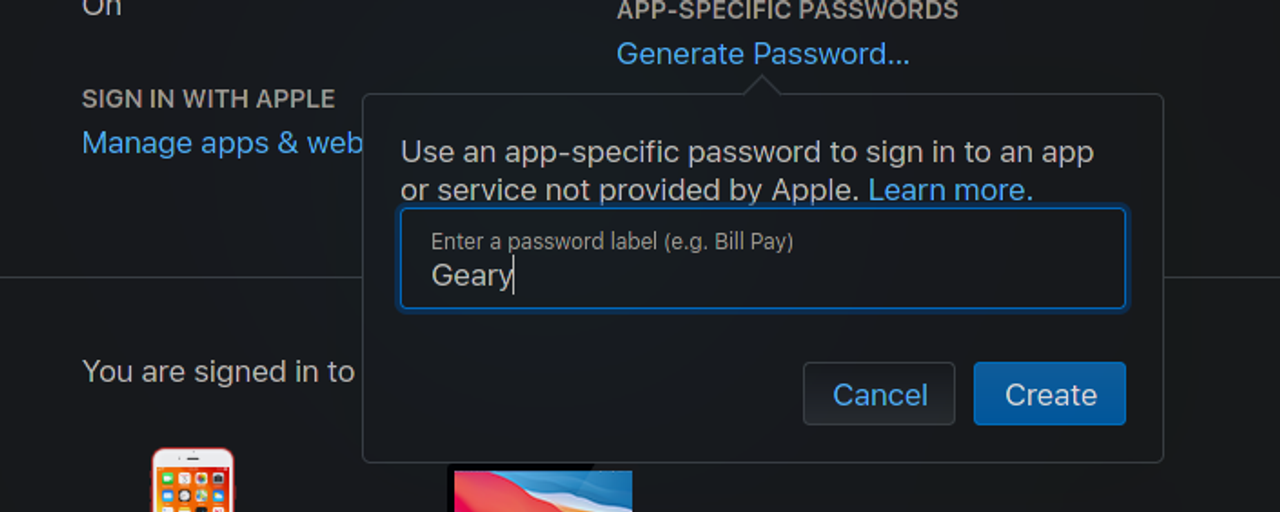 On
SIGN IN WITH APPLE
Manage apps & web
You are signed in to
APP-SPECIFIC PASSWORDS
Generate Password...
Use an app-specific password to sign in to an app
or service not provided by Apple. Learn more.
Enter a password label (e.g. Bill Pay)
Geary
Cancel
Create